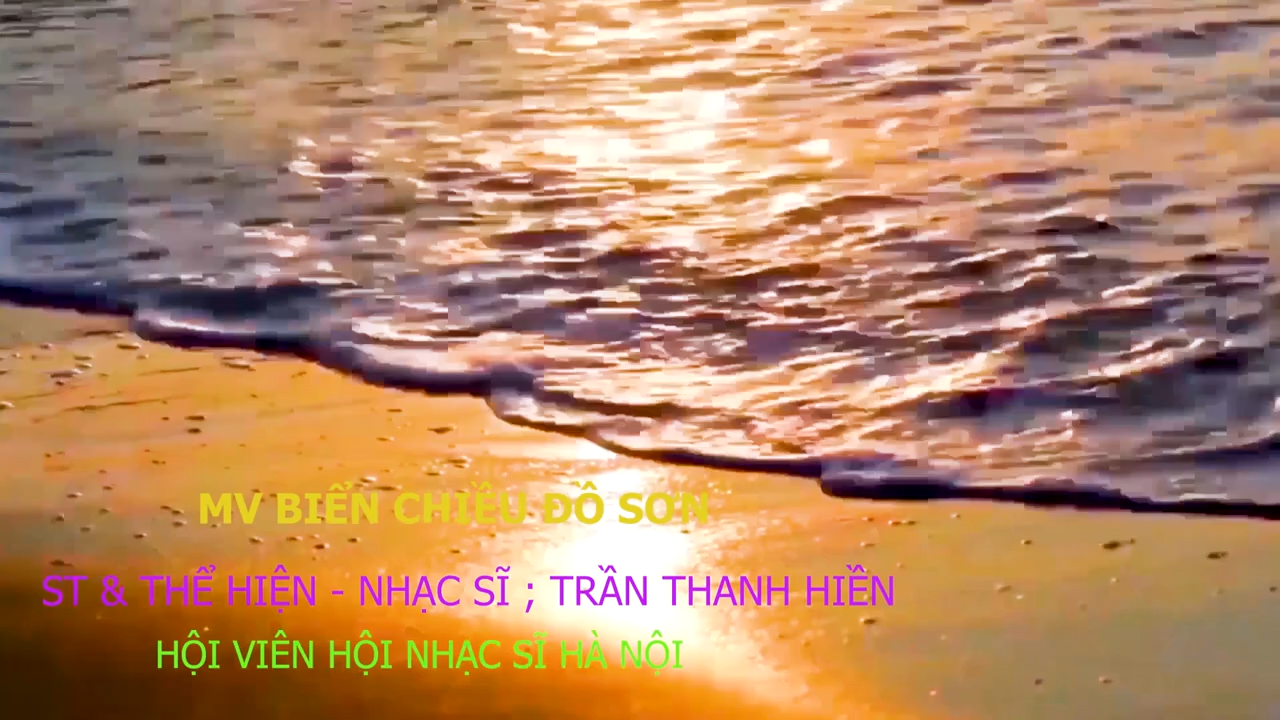 MV BIỂN CHIỀU ĐỒ SƠN
ST & THỂ HIỆN - NHẠC SĨ ; TRẦN THANH HIỀN
HỘI VIÊN HỘI NHẠC SĨ HÀ NỘI